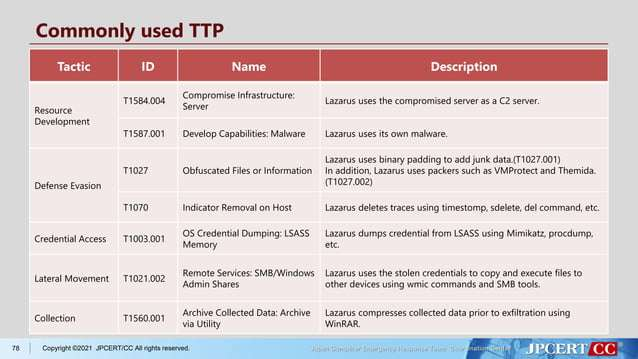 Commonly used TTP
Tactic ID Name Description
Resource
Development
T1584.004
Compromise Infrastructure:
Server
Lazarus uses the compromised server as a C2 server.
T1587.001
Develop Capabilities: Malware
Lazarus uses its own malware.
Defense Evasion
T1027
Obfuscated Files or Information
Lazarus uses binary padding to add junk data.(T1027.001)
In addition, Lazarus uses packers such as VMProtect and Themida.
(T1027.002)
T1070
Indicator Removal on Host
Lazarus deletes traces using timestomp, sdelete, del command, etc.
Credential Access
T1003.001
OS Credential Dumping: LSASS
Memory
Lazarus dumps credential from LSASS using Mimikatz, procdump,
etc.
Lateral Movement
T1021.002
Remote Services: SMB/Windows
Admin Shares
Lazarus uses the stolen credentials to copy and execute files to
other devices using wmic commands and SMB tools.
Collection
T1560.001
Archive Collected Data: Archive
via Utility
Lazarus compresses collected data prior to exfiltration using
WinRAR.
78 Copyright ©2021 JPCERT/CC All rights reserved.
Japan Computer Emergency Response Team Coordination Center
JPCERT CC